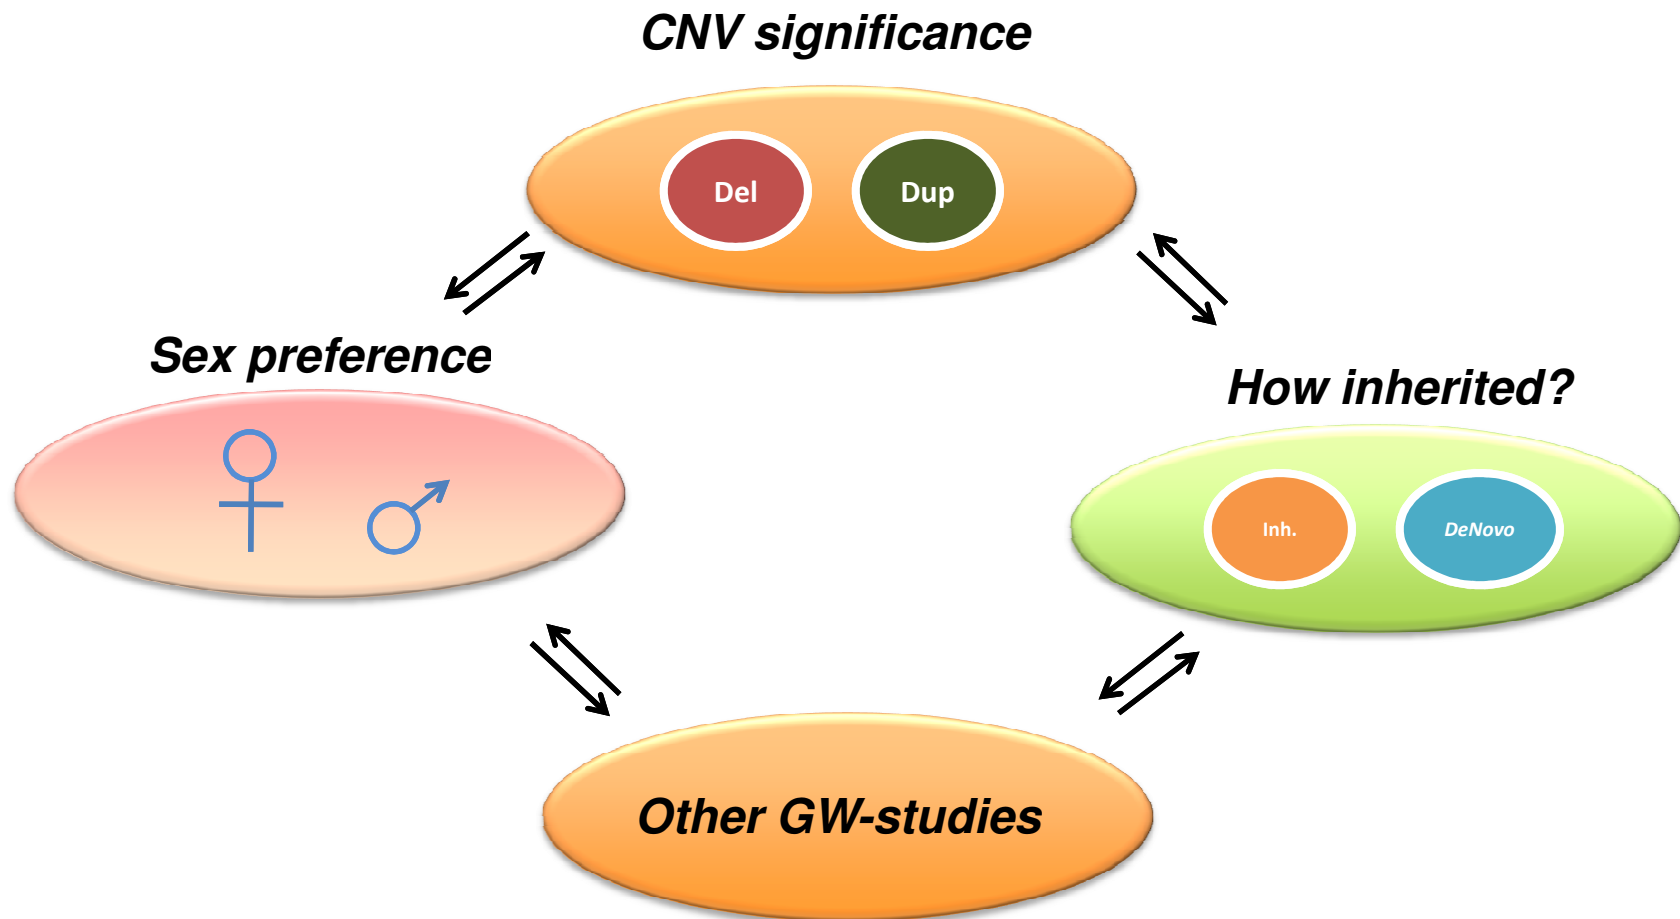 CNV significance
Del
Dup
Sex preference
How inherited?
Inh.
DeNovo
Other GW-studies